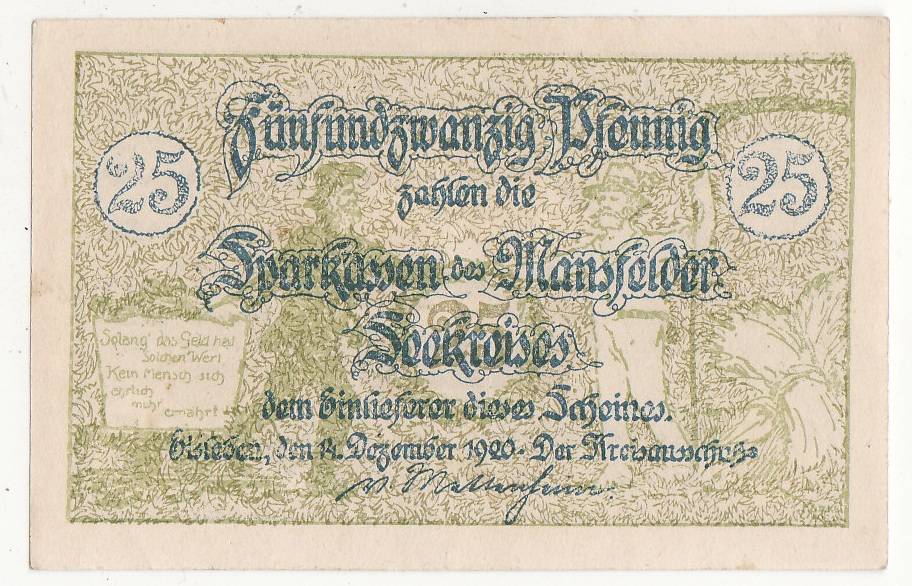 Fünfundzwanzig Pfennig
25
25
zahlen die
Sparkassen des Mansfelder
25
Seekreises
Solang' das Geld hat
solchen Wert
Kein Mensch sich
ehrlich
mehr
ernährt
dem Einlieferer dieses Scheines.
Eisleben, den 14. Dezember 1920. Der Kreisausschuß
v.